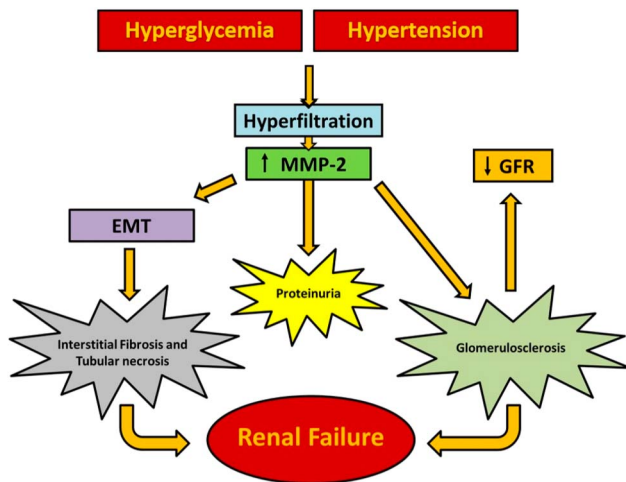 Hyperglycemia
Hypertension
Hyperfiltration
↑ MMP-2
↓ GFR
EMT
Proteinuria
Interstitial Fibrosis and
Tubular necrosis
Glomerulosclerosis
Renal Failure